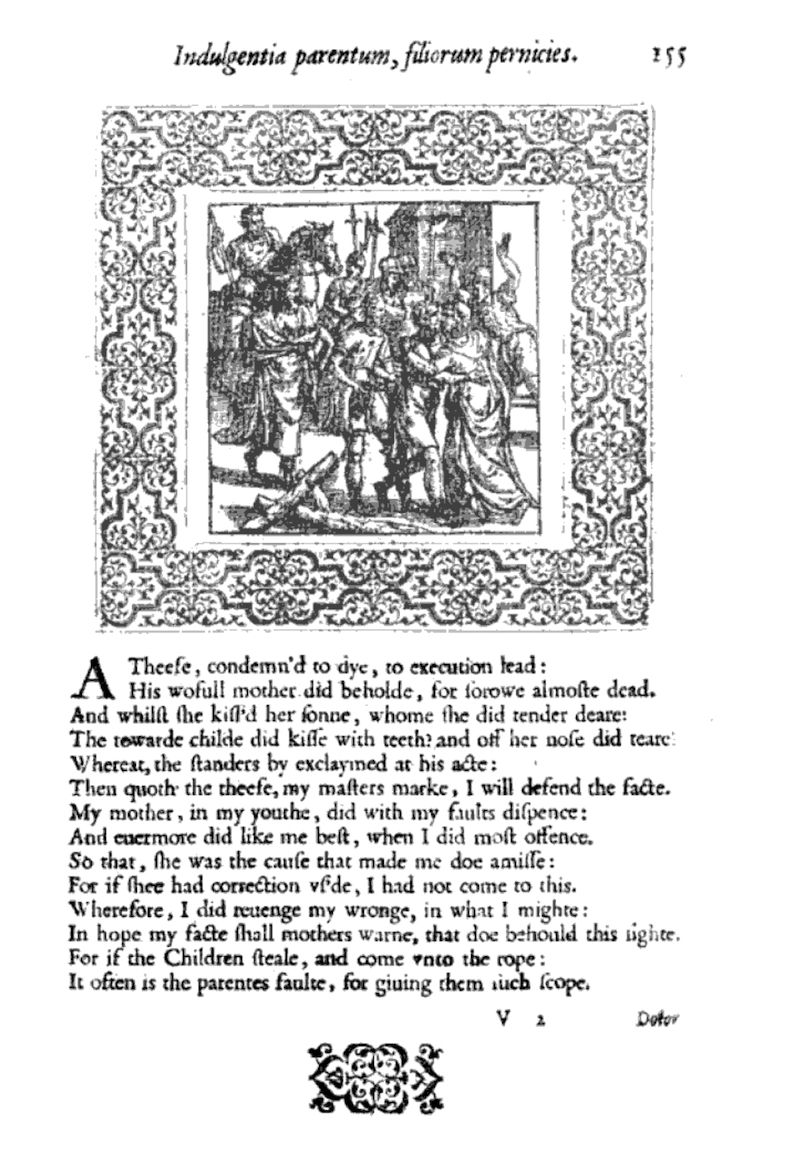 Indulgentia parentum, filiorum pernicies. 155
A Theefe, condemn'd to dye, to execution lead:
His wofull mother did beholde, for sorowe almoſte dead.
And whilſt ſhe kiſſ'd her ſonne, whome ſhe did tender deare:
The towarde childe did kiſſe with teeth? and off her noſe did teare:
Whereat, the ſtanders by exclaymed at his acte:
Then quoth the theefe, my maſters marke, I will defend the facte.
My mother, in my youthe, did with my faults diſpence:
And euermore did like me beſt, when I did moſt offence.
So that, ſhe was the cauſe that made me doe amiſſe:
For if ſhee had correction vſ'de, I had not come to this.
Wherefore, I did reuenge my wronge, in what I mighte:
In hope my facte ſhall mothers warne, that doe behould this ſighte.
For if the Children ſteale, and come vnto the rope:
It often is the parentes faulte, for giuing them ſuch ſcope.
V 2 Dolor